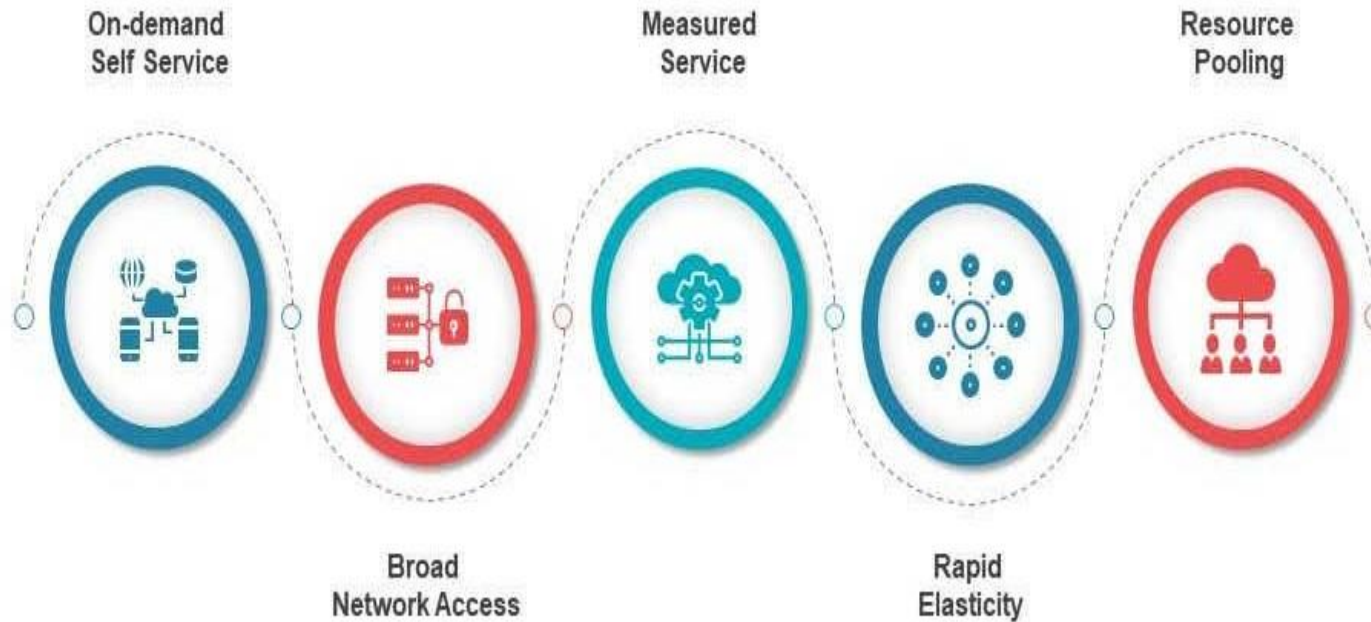 On-demand
Self Service
Measured
Service
Resource
Pooling
Broad
Network Access
Rapid
Elasticity